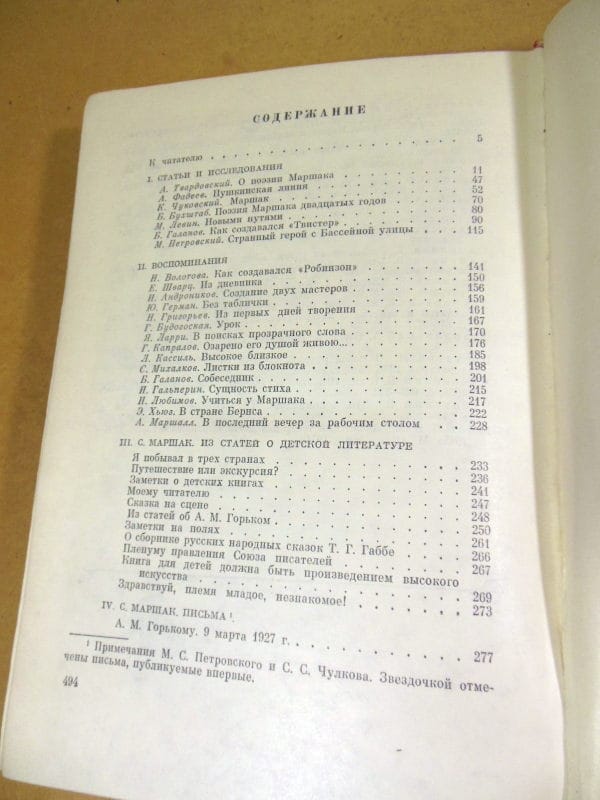 СОДЕРЖАНИЕ
К читателю . . . . . . . . . . . . . . . . 5
I. СТАТЬИ И ИССЛЕДОВАНИЯ
А. Твардовский. О поэзии Маршака . . . . . . . . 11
А. Фадеев. Пушкинская линия . . . . . . . . 47
К. Чуковский. Маршак . . . . . . . . 52
Б. Бухштаб. Поэзия Маршака двадцатых годов . . . . . . 70
М. Левин. Новыми путями . . . . . . . . 80
Б. Галанов. Как создавался «Твистер» . . . . . . . . 90
М. Петровский. Странный герой с Бассейной улицы . . . . . 115
II. ВОСПОМИНАНИЯ
Н. Вологова. Как создавался «Робинзон» . . . . . . . 141
Е. Шварц. Из дневника . . . . . . . . 150
И. Андроников. Создание двух мастеров . . . . . . . 156
Ю. Герман. Без таблички . . . . . . . . 159
Н. Григорьев. Из первых дней творения . . . . . . . 161
Г. Будогоская. Урок . . . . . . . . 167
Я. Ларри. В поисках прозрачного слова . . . . . . . 170
Г. Капралов. Озарено его душой живою... . . . . . . . 176
Л. Кассиль. Высокое близкое . . . . . . . . 185
С. Михалков. Листки из блокнота . . . . . . . . 198
Б. Галанов. Собеседник . . . . . . . . 201
И. Гальперин. Сущность стиха . . . . . . . . 215
Н. Любимов. Учиться у Маршака . . . . . . . . 217
Э. Хьюз. В стране Бернса . . . . . . . . 222
А. Маршалл. В последний вечер за рабочим столом . . . . 228
III. С. МАРШАК. ИЗ СТАТЕЙ О ДЕТСКОЙ ЛИТЕРАТУРЕ
Я побывал в трех странах . . . . . . . . 233
Путешествие или экскурсия? . . . . . . . . 236
Заметки о детских книгах . . . . . . . . 241
Моему читателю . . . . . . . . 247
Сказка на сцене . . . . . . . . 248
Из статей об А. М. Горьком . . . . . . . . 250
Заметки на полях . . . . . . . . 261
О сборнике русских народных сказок Т. Г. Габбе . . . . . 266
Пленуму правления Союза писателей . . . . . . . 267
Книга для детей должна быть произведением высокого
искусства . . . . . . . . 269
Здравствуй, племя младое, незнакомое! . . . . . . . 273
IV. С. МАРШАК. ПИСЬМА ¹.
А. М. Горькому. 9 марта 1927 г. . . . . . . . . 277
¹ Примечания М. С. Петровского и С. С. Чулкова. Звездочкой отме-
чены письма, публикуемые впервые.
494